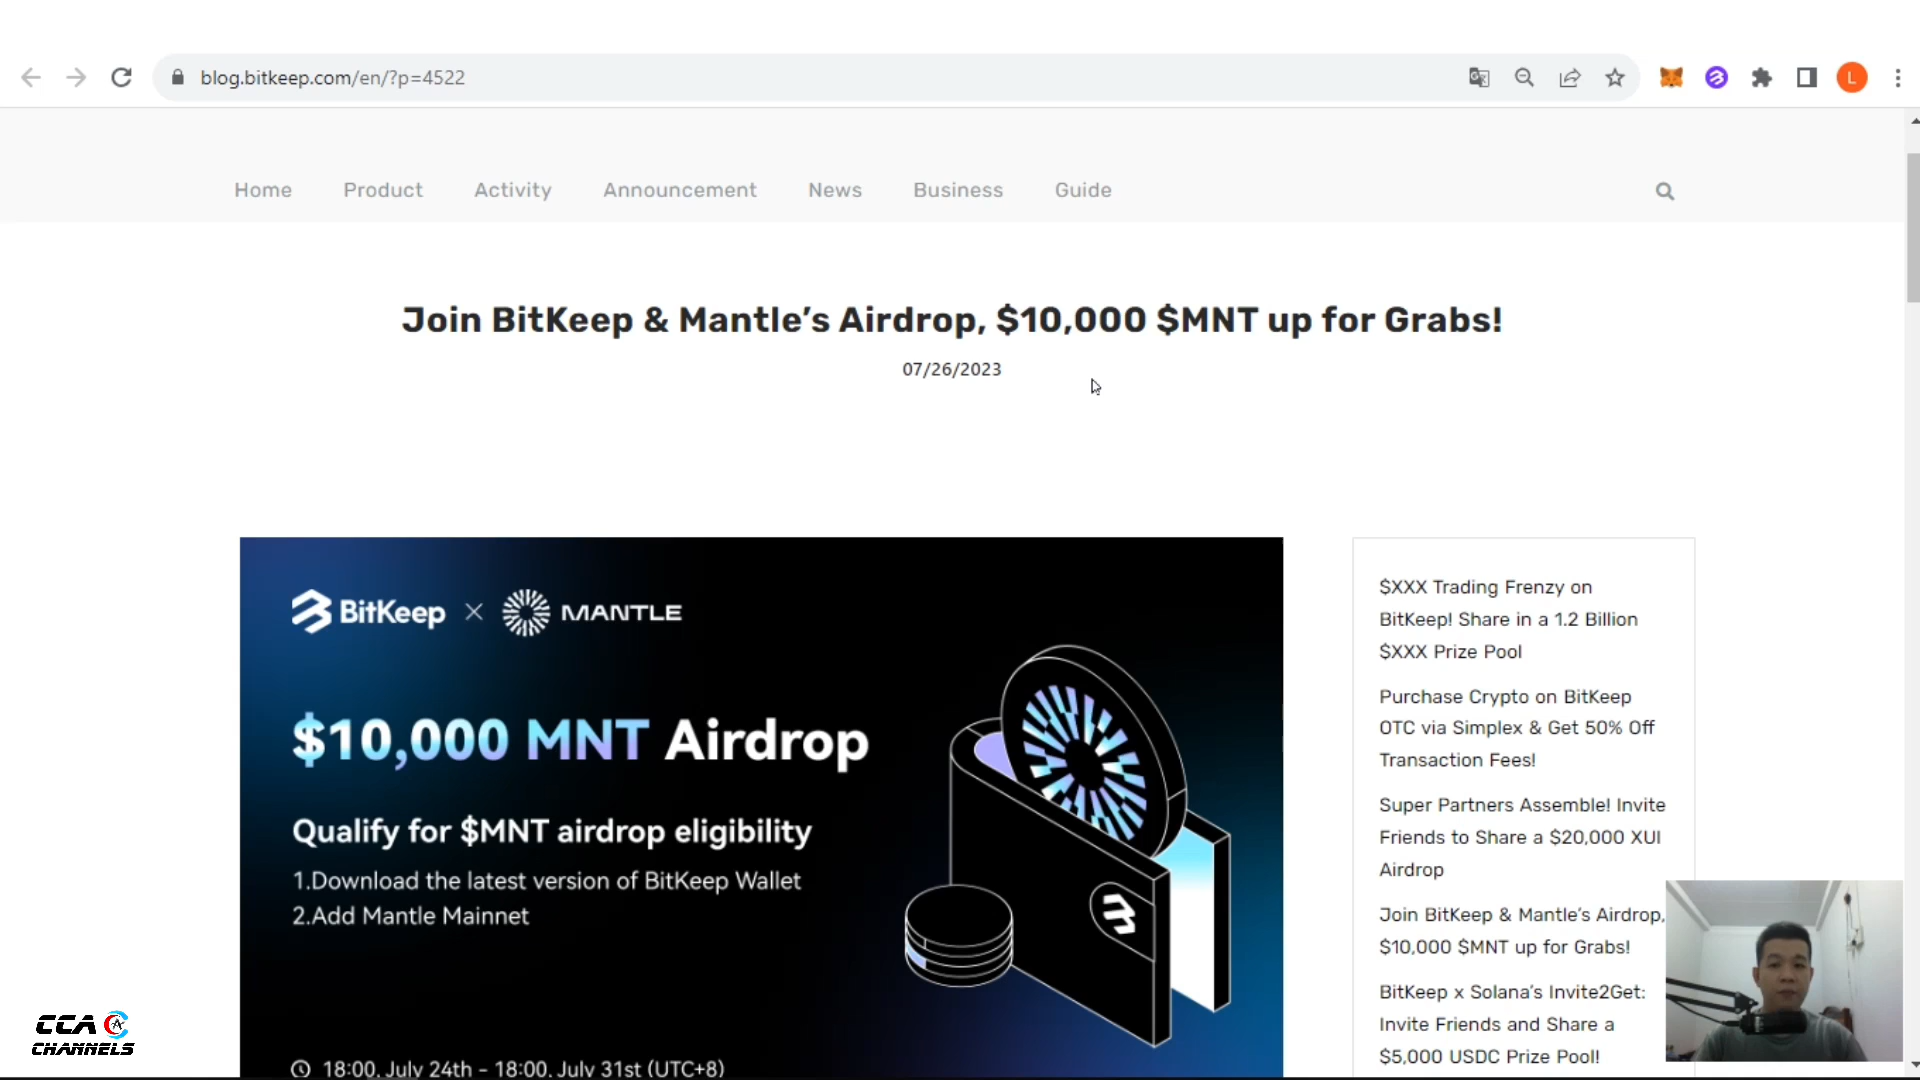 blog.bitkeep.com/en/?p=4522
L
Home Product Activity Announcement News Business Guide
Join BitKeep & Mantle’s Airdrop, $10,000 $MNT up for Grabs!
07/26/2023
BitKeep × MANTLE
$10,000 MNT Airdrop
Qualify for $MNT airdrop eligibility
1.Download the latest version of BitKeep Wallet
2.Add Mantle Mainnet
18:00, July 24th - 18:00, July 31st (UTC+8)
$XXX Trading Frenzy on
BitKeep! Share in a 1.2 Billion
$XXX Prize Pool
Purchase Crypto on BitKeep
OTC via Simplex & Get 50% Off
Transaction Fees!
Super Partners Assemble! Invite
Friends to Share a $20,000 XUI
Airdrop
Join BitKeep & Mantle’s Airdrop,
$10,000 $MNT up for Grabs!
BitKeep x Solana’s Invite2Get:
Invite Friends and Share a
$5,000 USDC Prize Pool!
CCA
CHANNELS